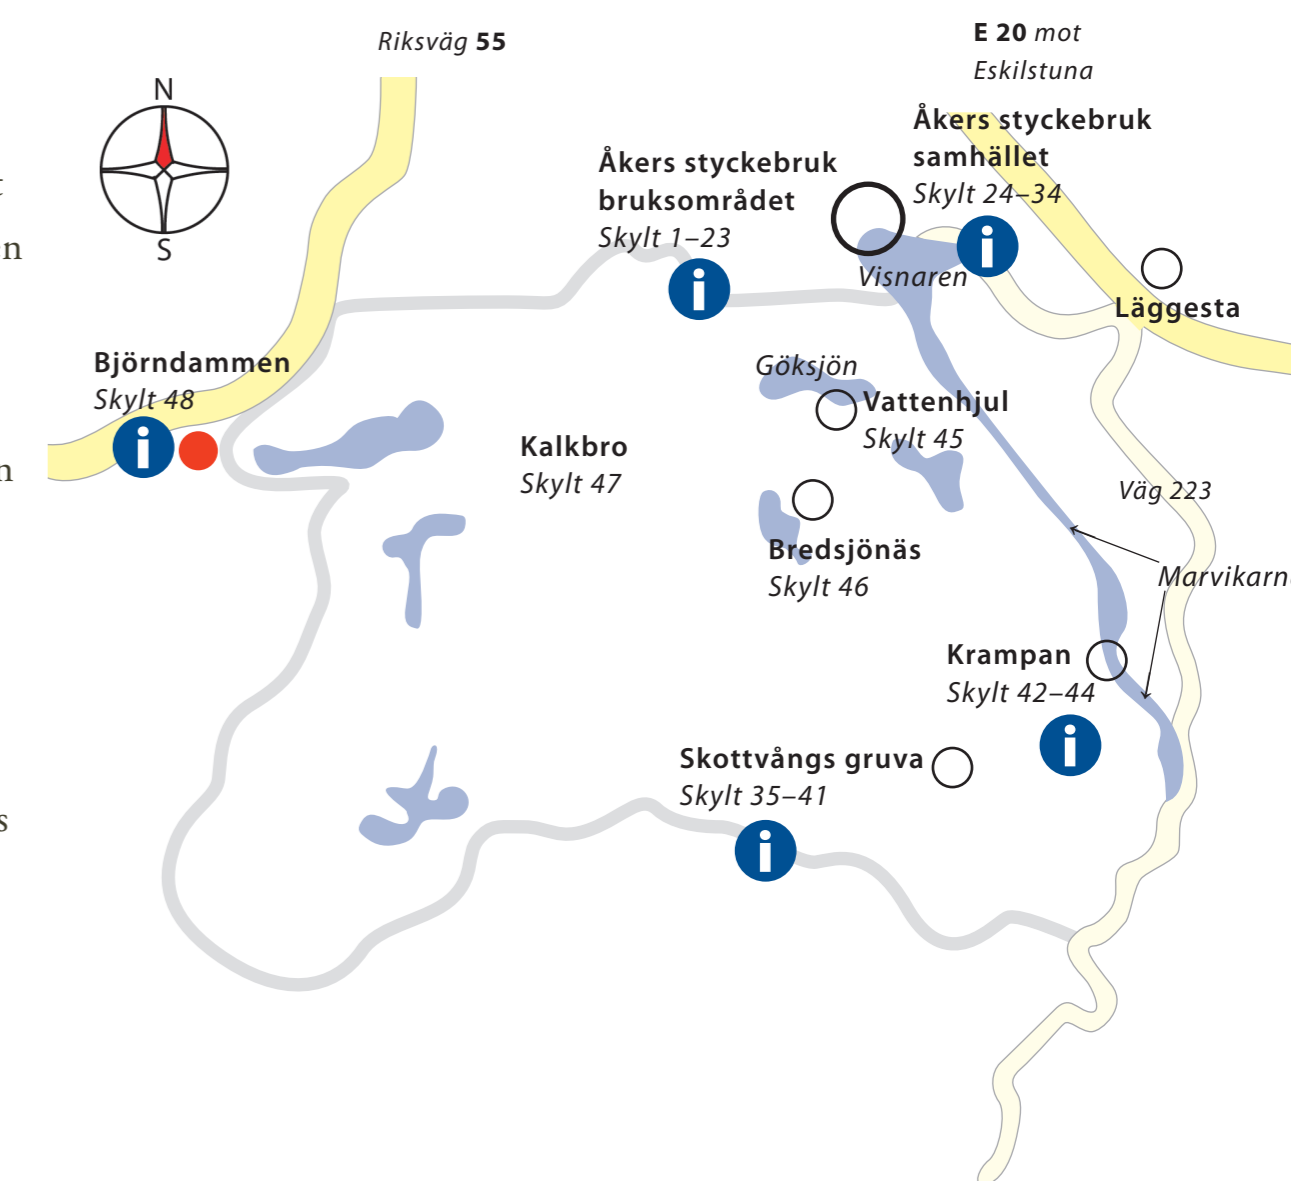 Riksväg 55
E 20 mot
Eskilstuna
N
S
Åkers styckebruk
samhället
Skylt 24–34
Åkers styckebruk
bruksområdet
Skylt 1–23
i
i
Visnaren
Läggesta
Björndammen
Skylt 48
i
Göksjön
Vattenhjul
Skylt 45
Kalkbro
Skylt 47
Väg 223
Bredsjönäs
Skylt 46
Marvikarn
Krampan
Skylt 42–44
i
Skottvångs gruva
Skylt 35–41
i
n
s